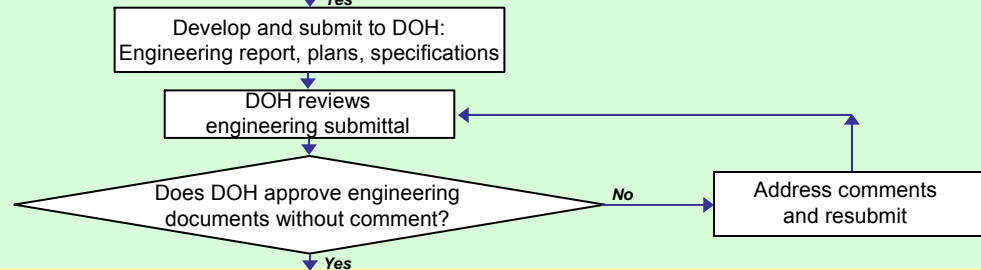 Yes
Develop and submit to DOH:
Engineering report, plans, specifications
DOH reviews
engineering submittal
Does DOH approve engineering
documents without comment?
No
Address comments
and resubmit
Yes